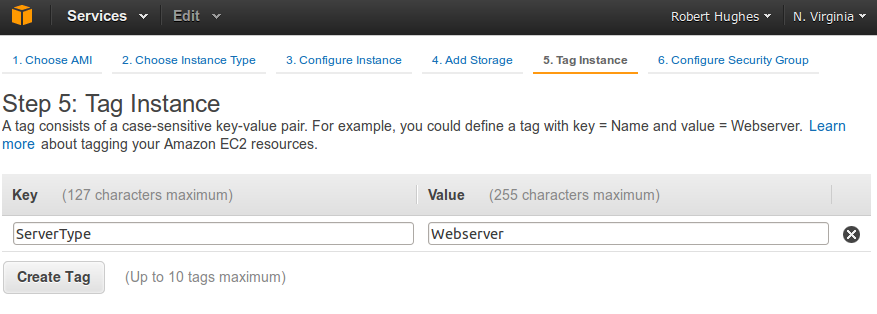 Services Edit Robert Hughes N. Virginia
1. Choose AMI 2. Choose Instance Type 3. Configure Instance 4. Add Storage 5. Tag Instance 6. Configure Security Group
Step 5: Tag Instance
A tag consists of a case-sensitive key-value pair. For example, you could define a tag with key = Name and value = Webserver. Learn
more about tagging your Amazon EC2 resources.
Key (127 characters maximum) Value (255 characters maximum)
ServerType Webserver
Create Tag (Up to 10 tags maximum)